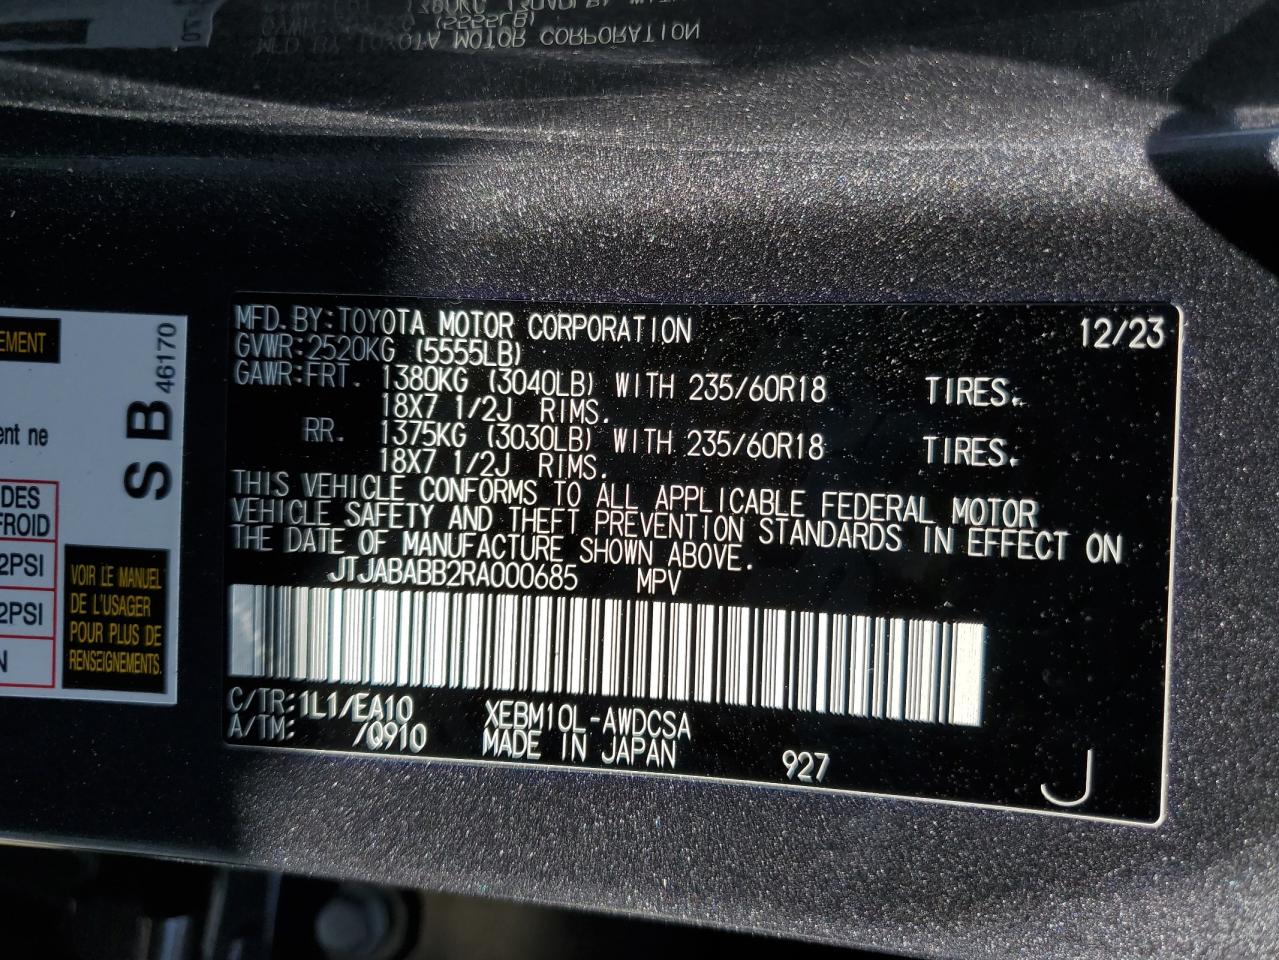 MFD. BY: TOYOTA MOTOR CORPORATION 12/23
GVWR: 2520KG (5555LB)
GAWR: FRT. 1380KG (3040LB) WITH 235/60R18 TIRES.
18X7 1/2J RIMS.
RR. 1375KG (3030LB) WITH 235/60R18 TIRES.
18X7 1/2J RIMS.
THIS VEHICLE CONFORMS TO ALL APPLICABLE FEDERAL MOTOR
VEHICLE SAFETY AND THEFT PREVENTION STANDARDS IN EFFECT ON
THE DATE OF MANUFACTURE SHOWN ABOVE.
JTJABABB2RA000685 MPV
C/TR: 1L1/EA10 XEBM10L-AWDCSA
A/TM: /Q910 MADE IN JAPAN 927 J
EMENT
ent ne
DES
FROID
2PSI
2PSI
N
S B 46170
VOIR LE MANUEL
DE L'USAGER
POUR PLUS DE
RENSEIGNEMENTS.
(5555LB)
MFD BY TOYOTA MOTOR CORPORATION